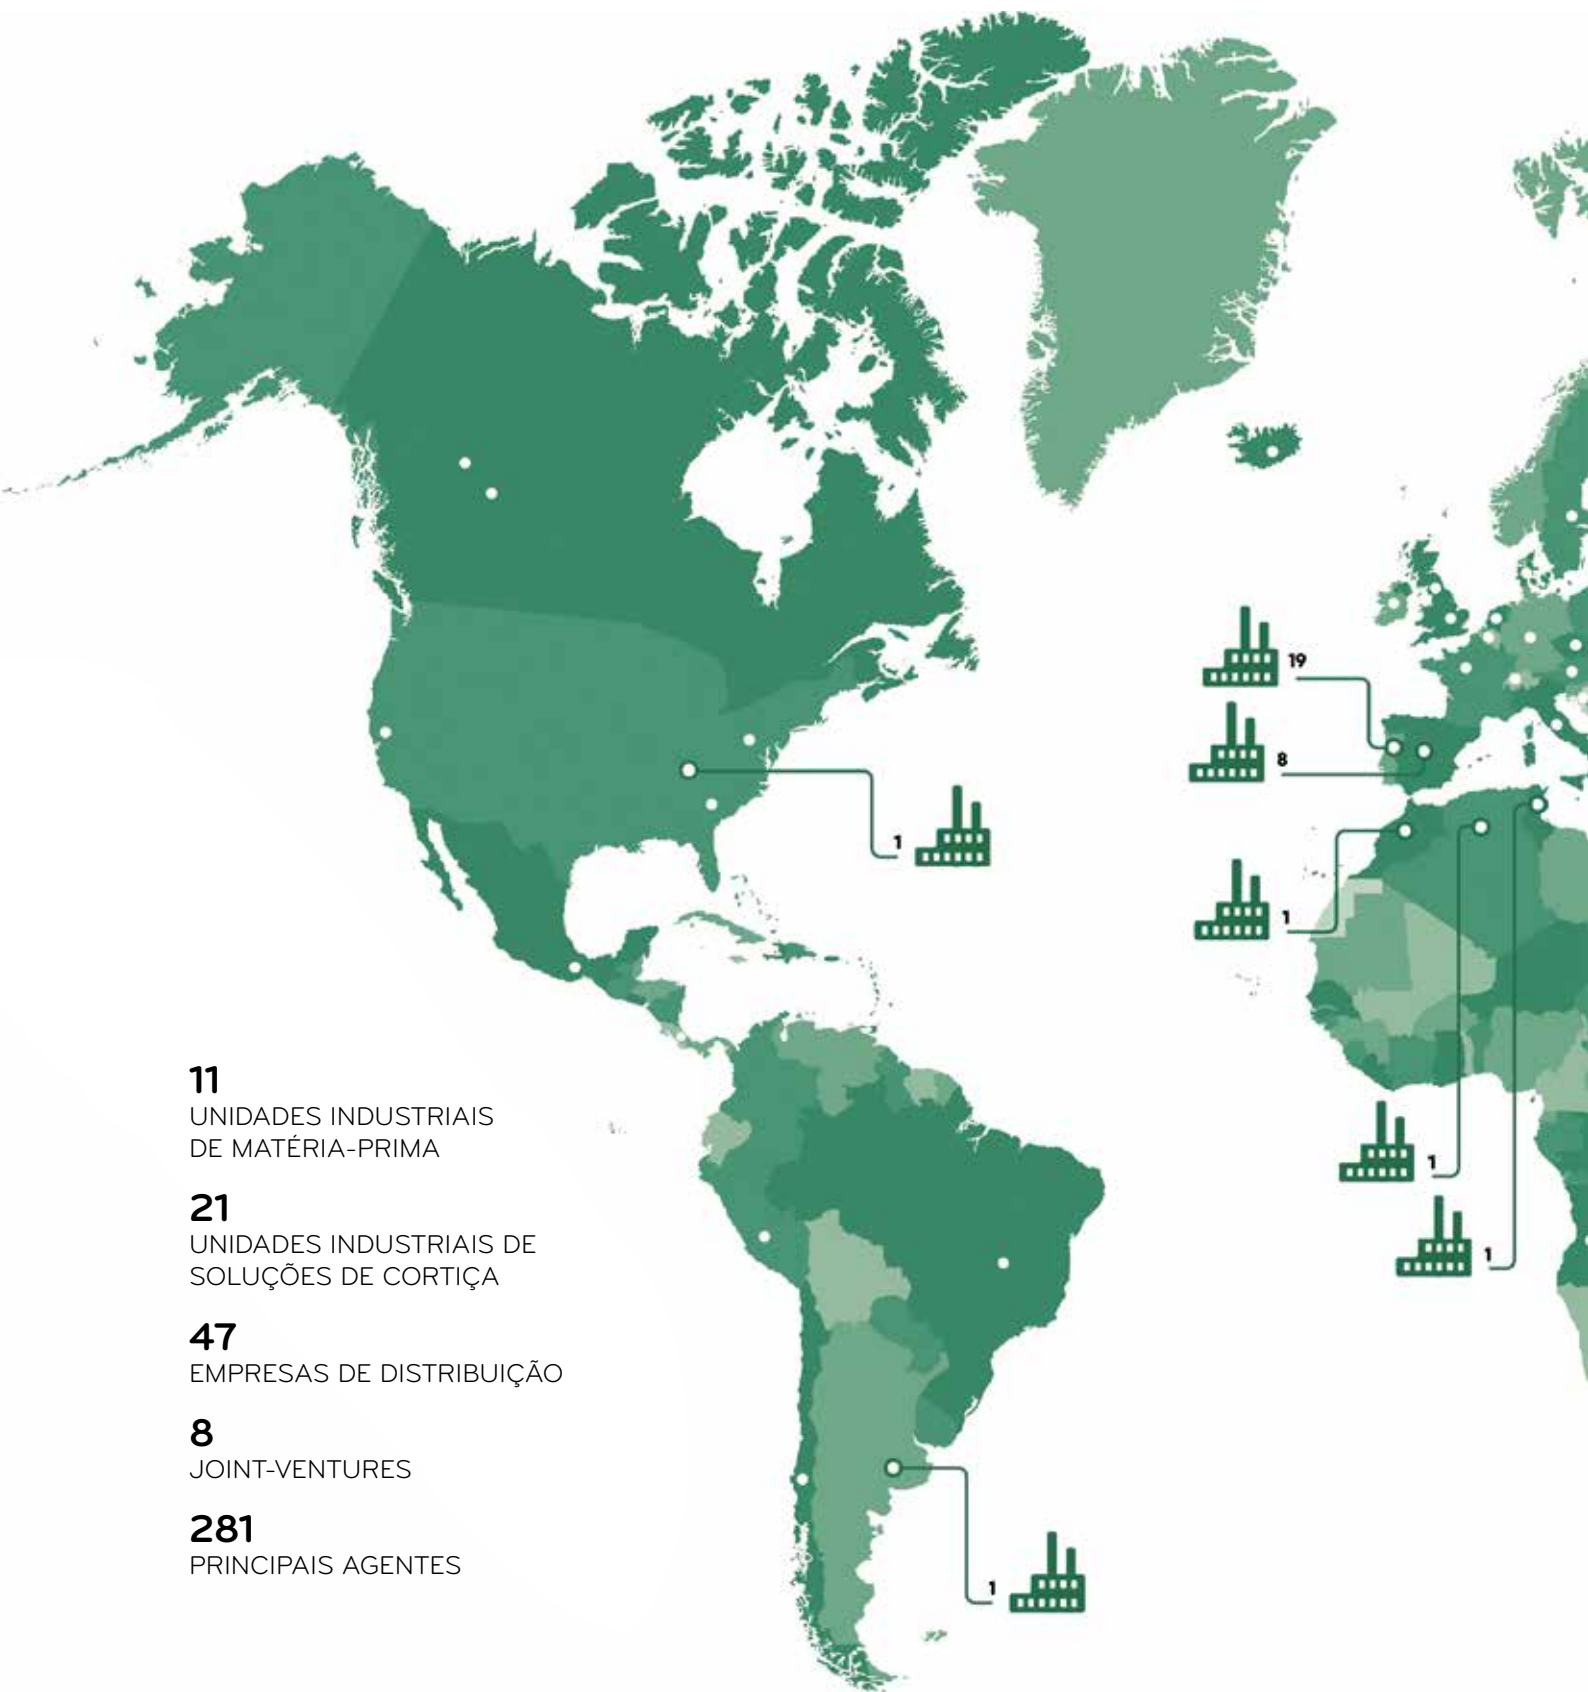 19
8
1
1
1
1
11
UNIDADES INDUSTRIAIS
DE MATÉRIA-PRIMA
21
UNIDADES INDUSTRIAIS DE
SOLUÇÕES DE CORTIÇA
47
EMPRESAS DE DISTRIBUIÇÃO
8
JOINT-VENTURES
281
PRINCIPAIS AGENTES
1